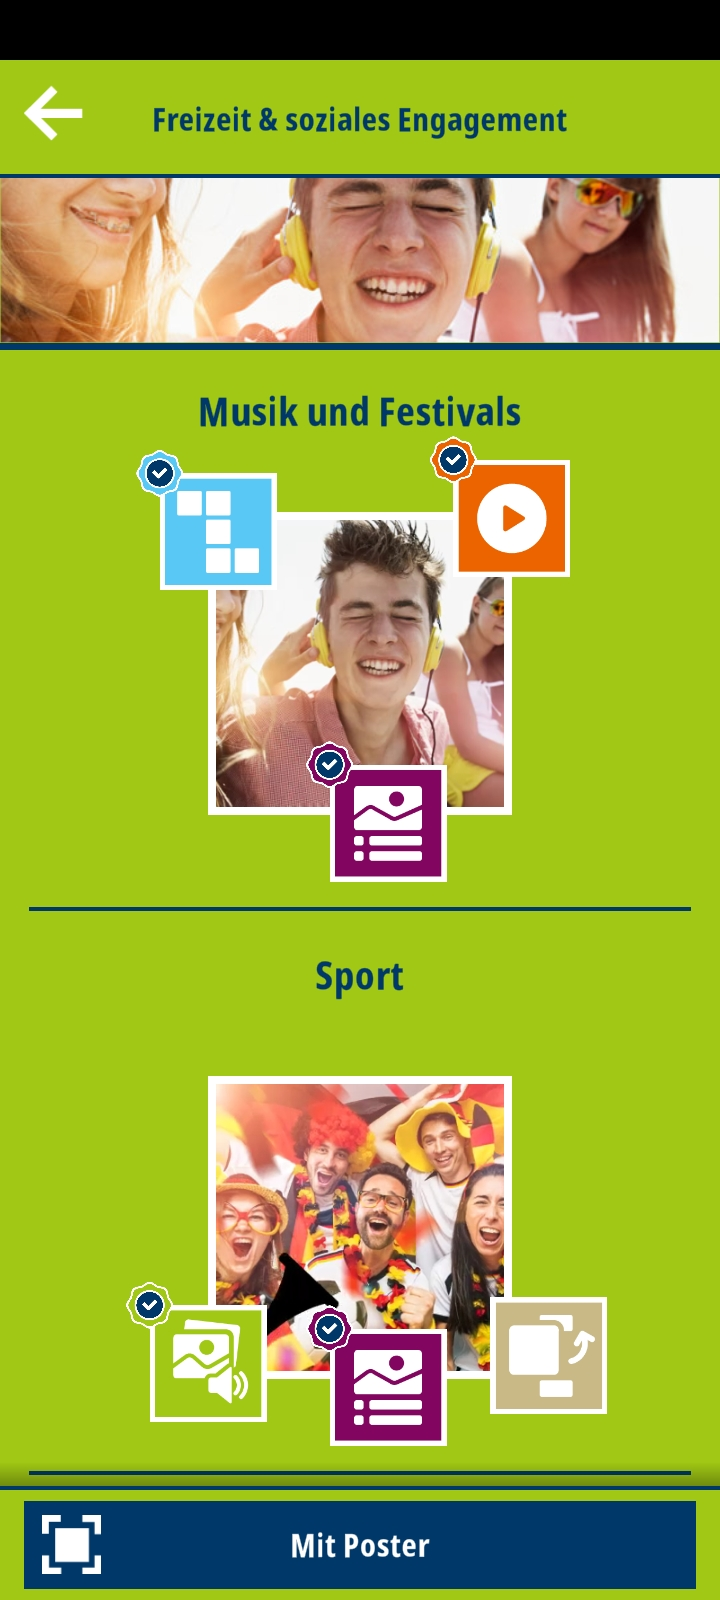 Freizeit & soziales Engagement
Musik und Festivals
Sport
Mit Poster